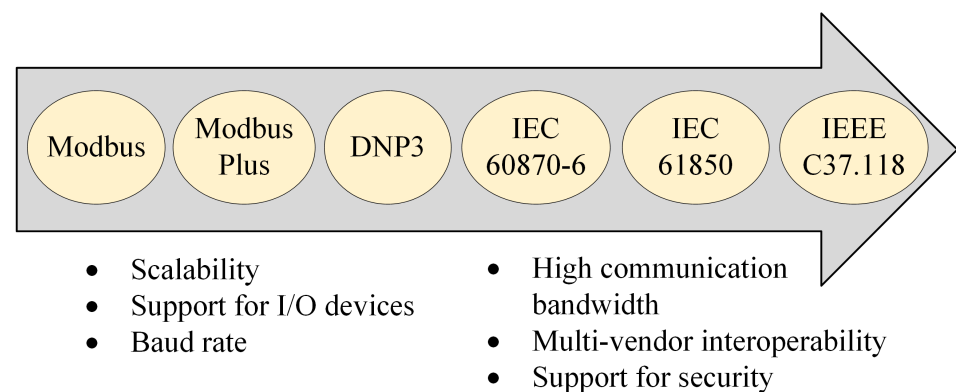 Modbus
Modbus
Plus
DNP3
IEC
60870-6
IEC
61850
IEEE
C37.118
• Scalability
• Support for I/O devices
• Baud rate
• High communication
bandwidth
• Multi-vendor interoperability
• Support for security